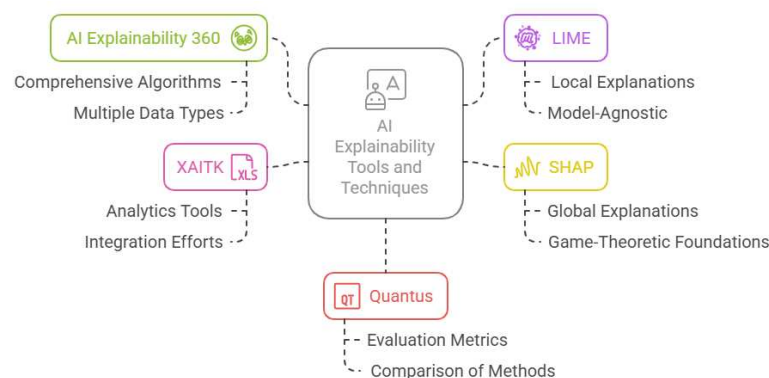 AI Explainability 360
Comprehensive Algorithms
Multiple Data Types
XAITK
XLS
Analytics Tools
Integration Efforts
A
AI
Explainability
Tools and
Techniques
LIME
Local Explanations
Model-Agnostic
SHAP
Global Explanations
Game-Theoretic Foundations
QT
Quantus
Evaluation Metrics
Comparison of Methods